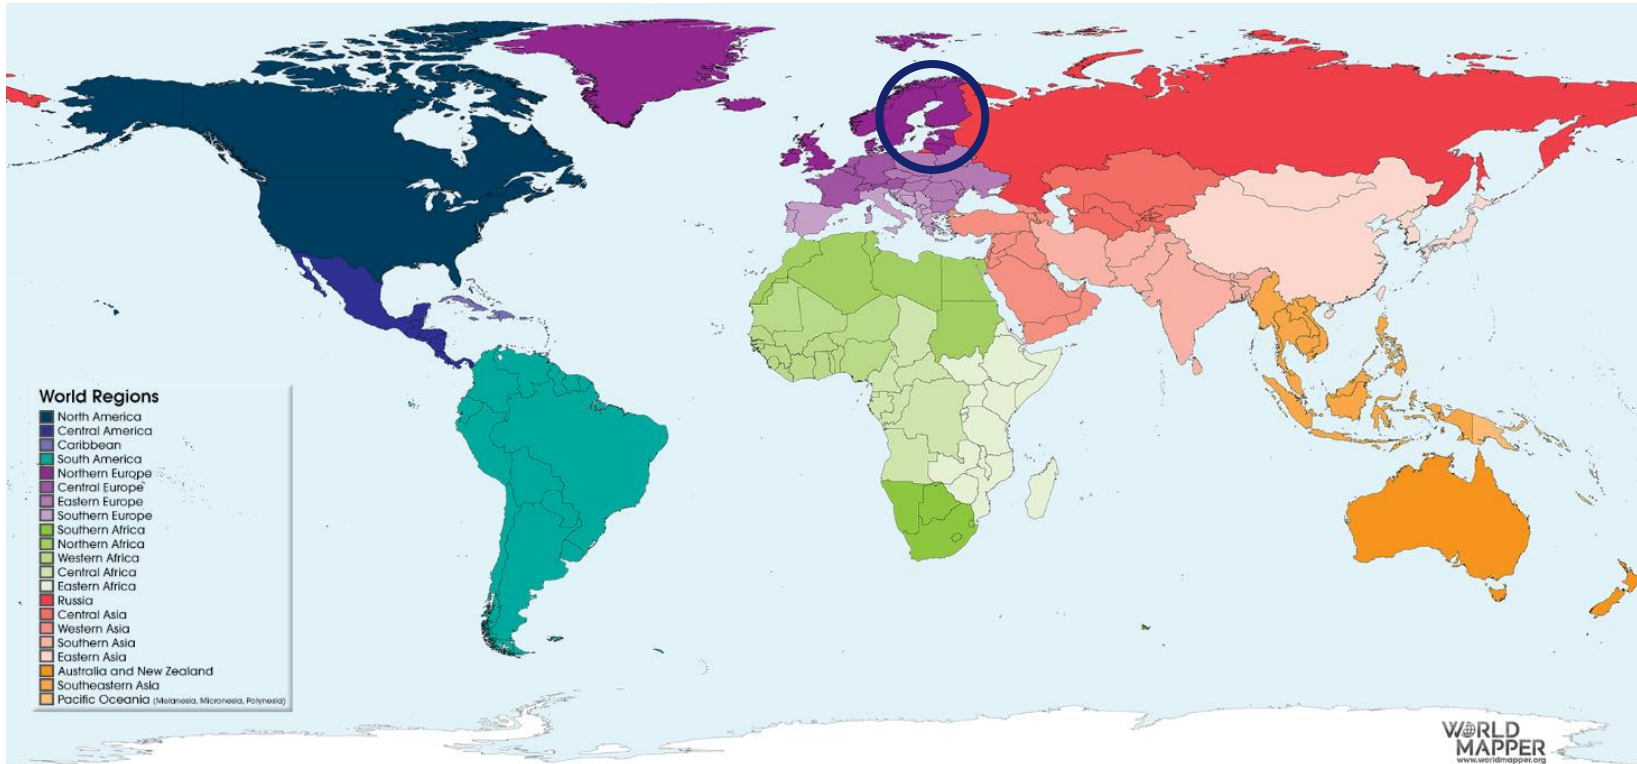 World Regions
North America
Central America
Caribbean
South America
Northern Europe
Central Europe
Eastern Europe
Southern Europe
Southern Africa
Northern Africa
Western Africa
Central Africa
Eastern Africa
Russia
Central Asia
Western Asia
Southern Asia
Eastern Asia
Australia and New Zealand
Southeastern Asia
Pacific Oceania (Melanesia, Micronesia, Polynesia)
WORLD
MAPPER
www.worldmapper.org